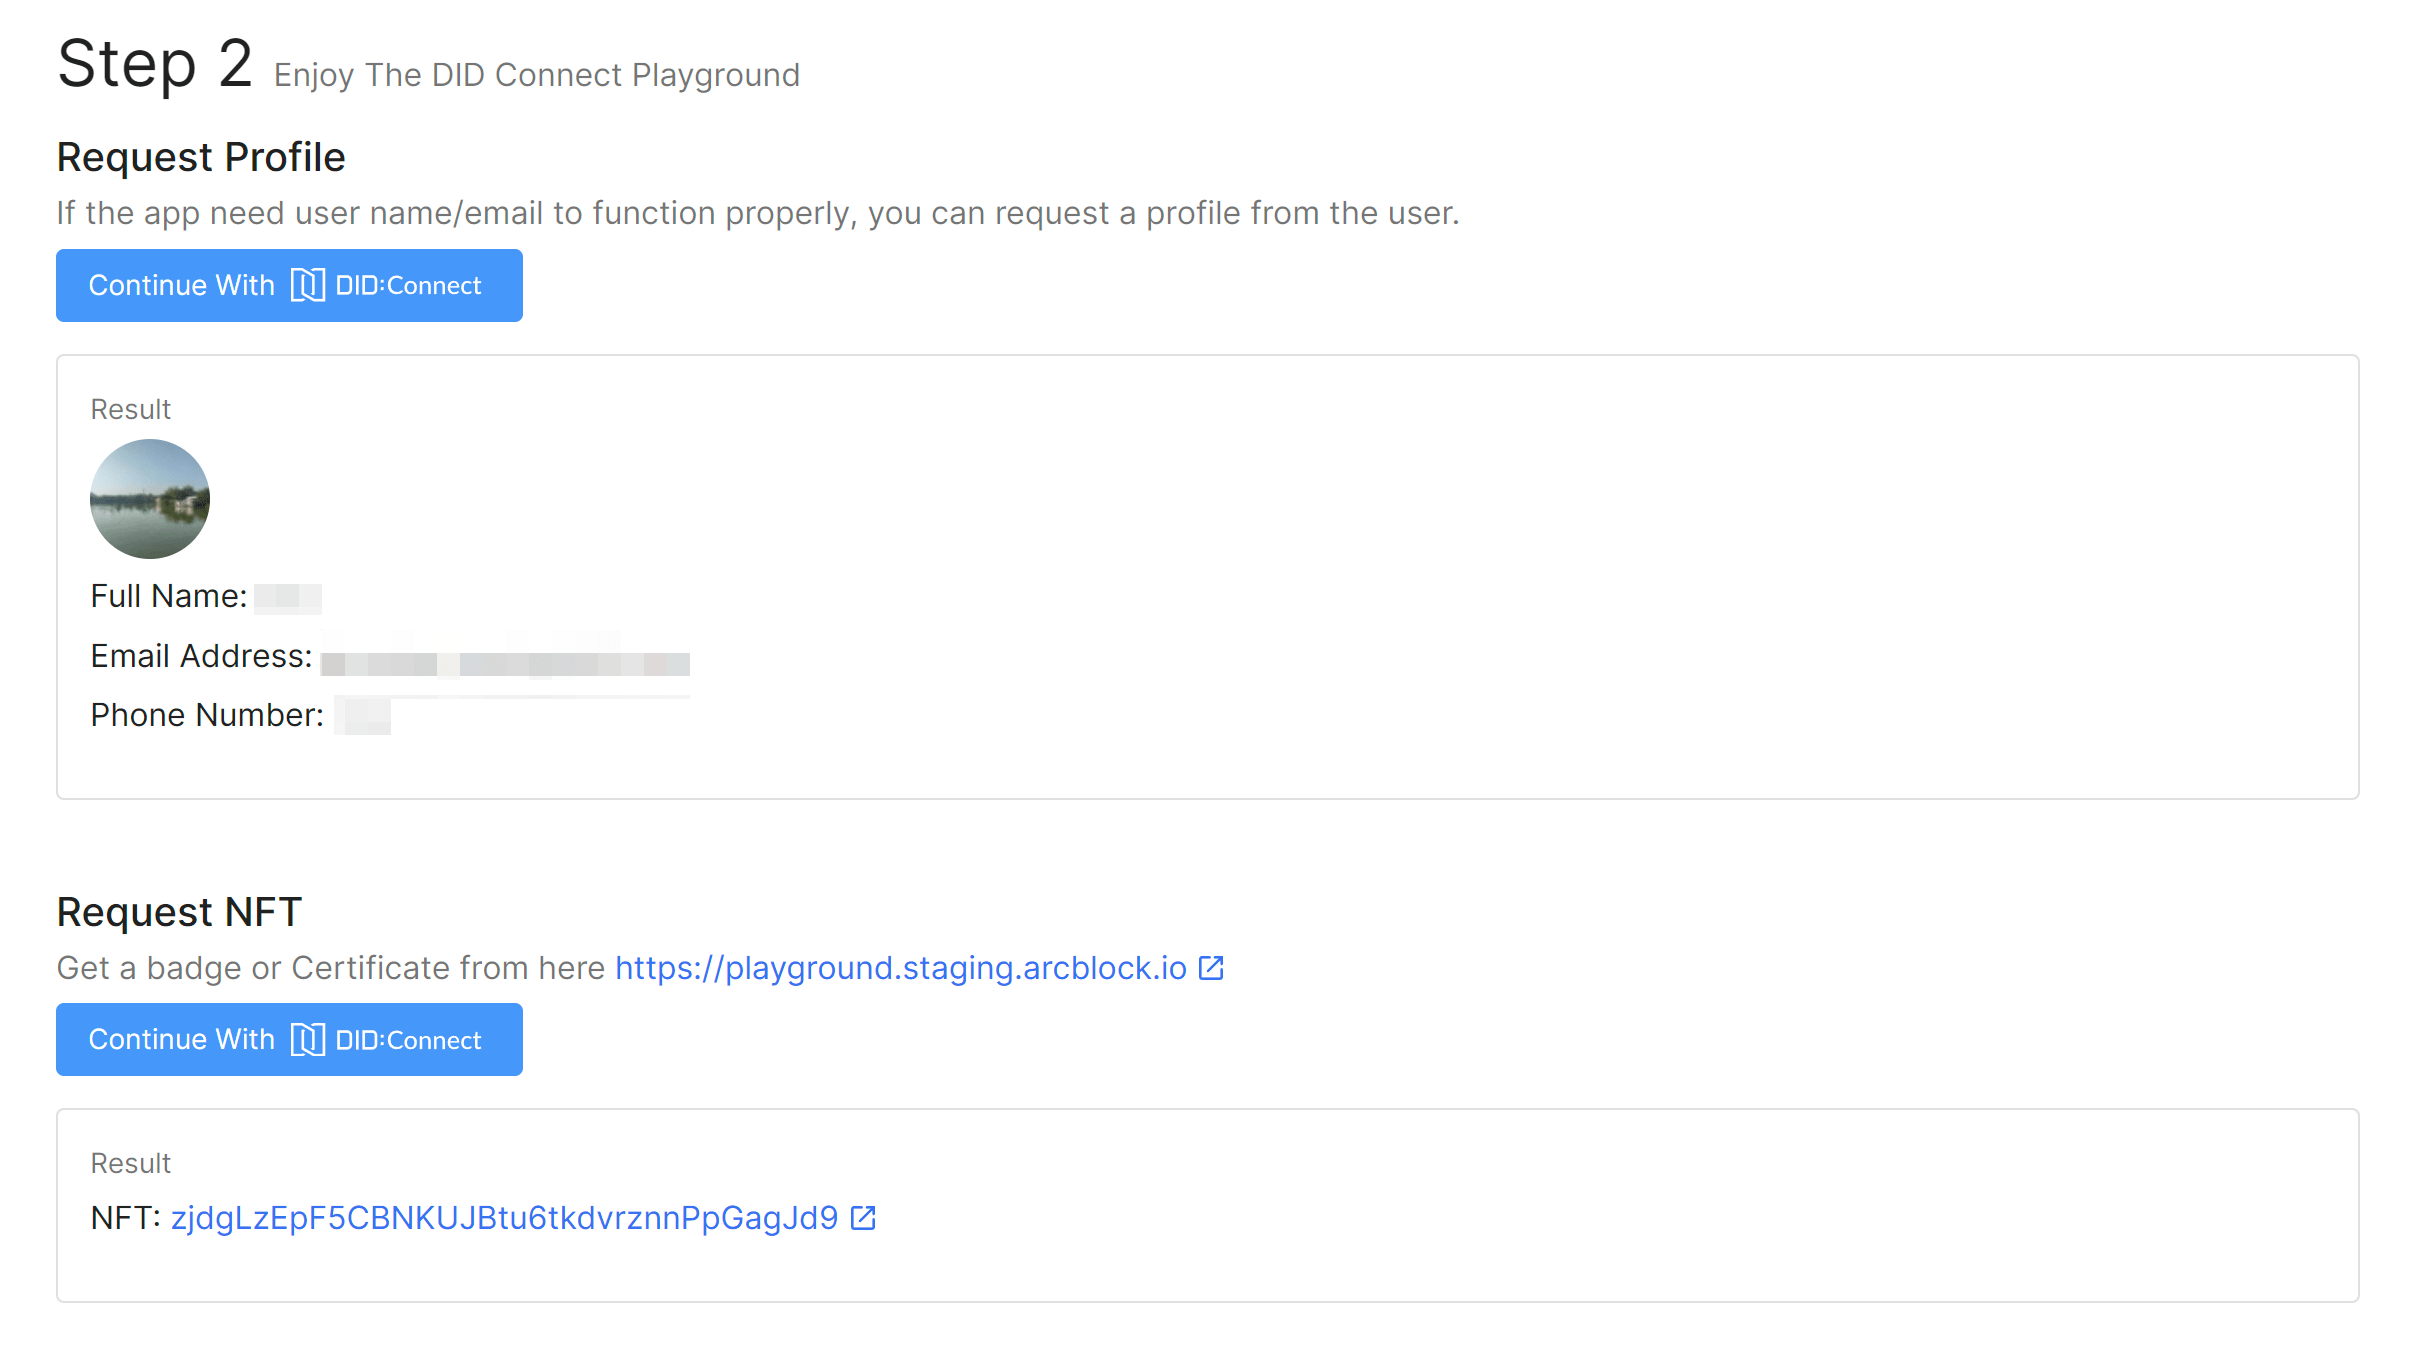 Step 2 Enjoy The DID Connect Playground
Request Profile
If the app need user name/email to function properly, you can request a profile from the user.
Continue With DID:Connect
Result
Full Name:
Email Address:
Phone Number:
Request NFT
Get a badge or Certificate from here https://playground.staging.arcblock.io
Continue With DID:Connect
Result
NFT: zjdgLzEpF5CBNKUJBtu6tkdvrznnPpGagJd9